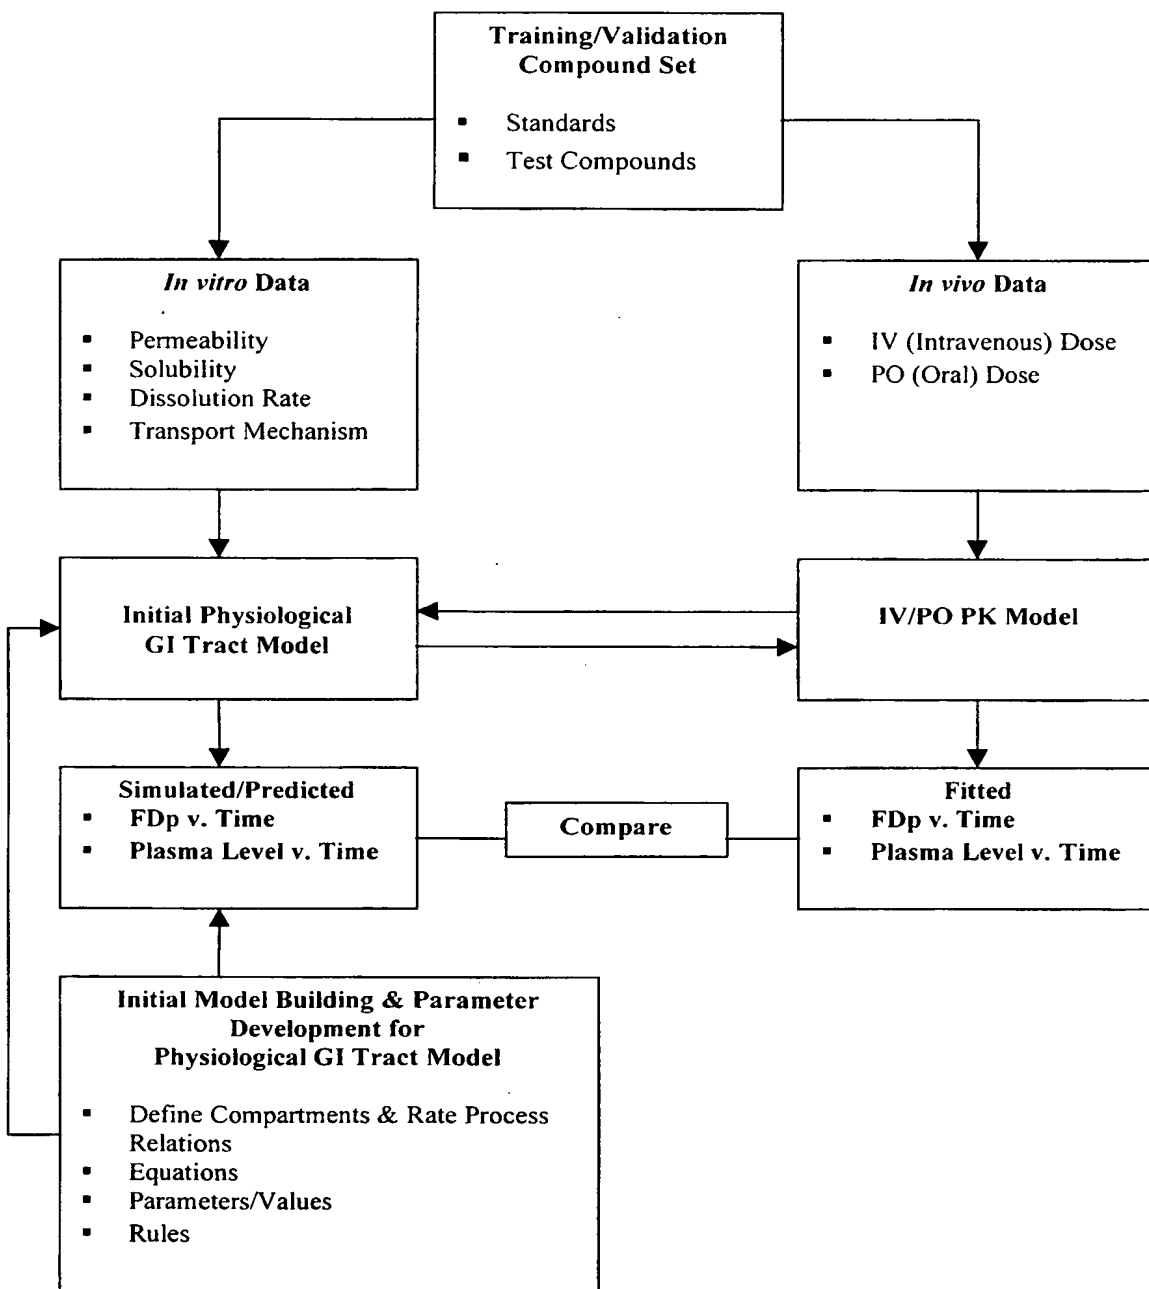 Training/Validation
Compound Set
▪ Standards
▪ Test Compounds
In vitro Data
▪ Permeability
▪ Solubility
▪ Dissolution Rate
▪ Transport Mechanism
In vivo Data
▪ IV (Intravenous) Dose
▪ PO (Oral) Dose
Initial Physiological
GI Tract Model
IV/PO PK Model
Simulated/Predicted
▪ FDp v. Time
▪ Plasma Level v. Time
Compare
Fitted
▪ FDp v. Time
▪ Plasma Level v. Time
Initial Model Building & Parameter
Development for
Physiological GI Tract Model
▪ Define Compartments & Rate Process
Relations
▪ Equations
▪ Parameters/Values
▪ Rules